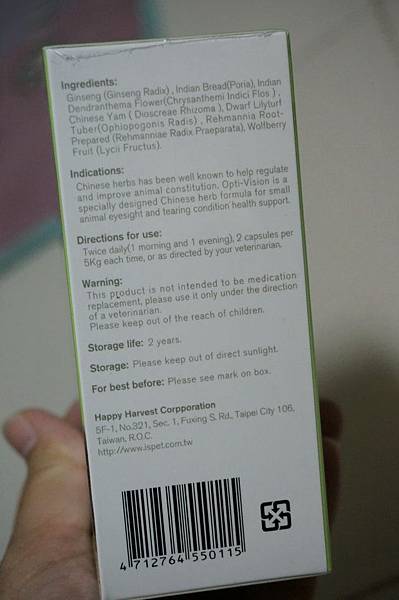 Ingredients:
Ginseng (Ginseng Radix) , Indian Bread(Poria), Indian
Dendranthema Flower(Chrysanthemi Indici Flos ) ,
Chinese Yam ( Dioscreae Rhizoma ), Dwarf Lilyturf
Tuber(Ophiopogonis Radis) , Rehmannia Root-
Prepared (Rehmanniae Radix Praeparata), Wolfberry
Fruit (Lycii Fructus).
Indications:
Chinese herbs has been well known to help regulate
and improve animal constitution. Opti-Vision is a
specially designed Chinese herb formula for small
animal eyesight and tearing condition health support.
Directions for use:
Twice daily(1 morning and 1 evening), 2 capsules per
5Kg each time, or as directed by your veterinarian.
Warning:
This product is not intended to be medication
replacement, please use it only under the direction
of a veterinarian.
Please keep out of the reach of children.
Storage life: 2 years.
Storage: Please keep out of direct sunlight.
For best before: Please see mark on box.
Happy Harvest Corpporation
5F-1, No.321, Sec. 1, Fuxing S. Rd., Taipei City 106,
Taiwan, R.O.C.
http://www.ispet.com.tw
4 712764 550115